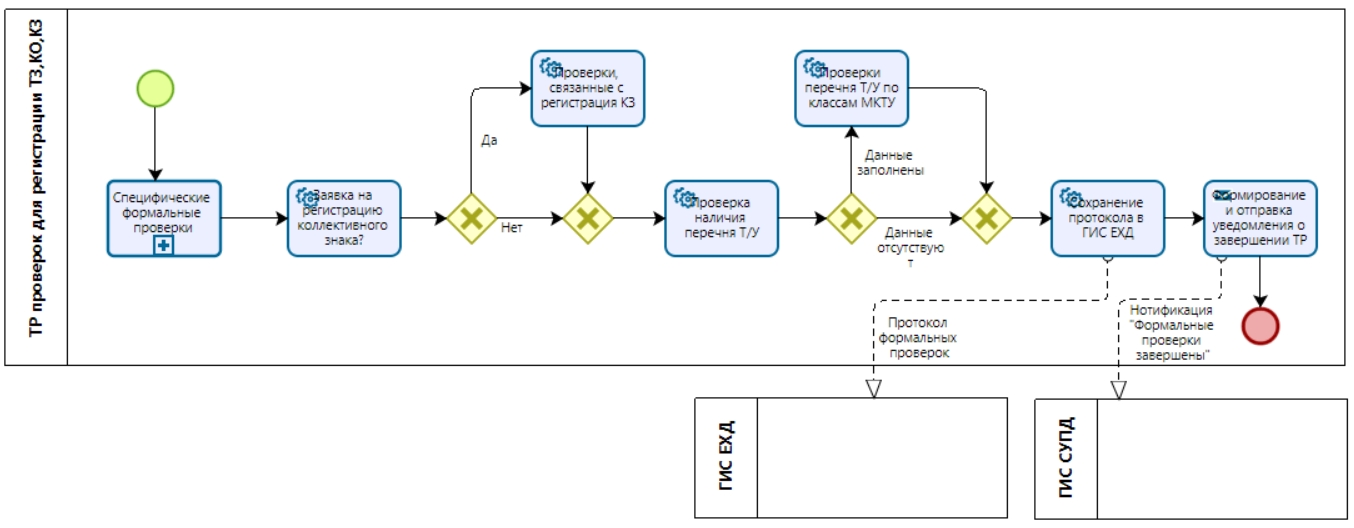 ТР проверок для регистрации ТЗ,КО,КЗ
Специфические
формальные
проверки
Заявка на
регистрацию
коллективного
знака?
Да
Нет
Проверки,
связанные с
регистрация КЗ
Проверка
наличия
перечня Т/У
Проверки
перечня Т/У по
классам МКТУ
Данные
заполнены
Данные
отсутствую
т
Сохранение
протокола в
ГИС ЕХД
Формирование
и отправка
уведомления о
завершении ТР
Протокол
формальных
проверок
Нотификация
"Формальные
проверки
завершены"
ГИС ЕХД
ГИС СУПД